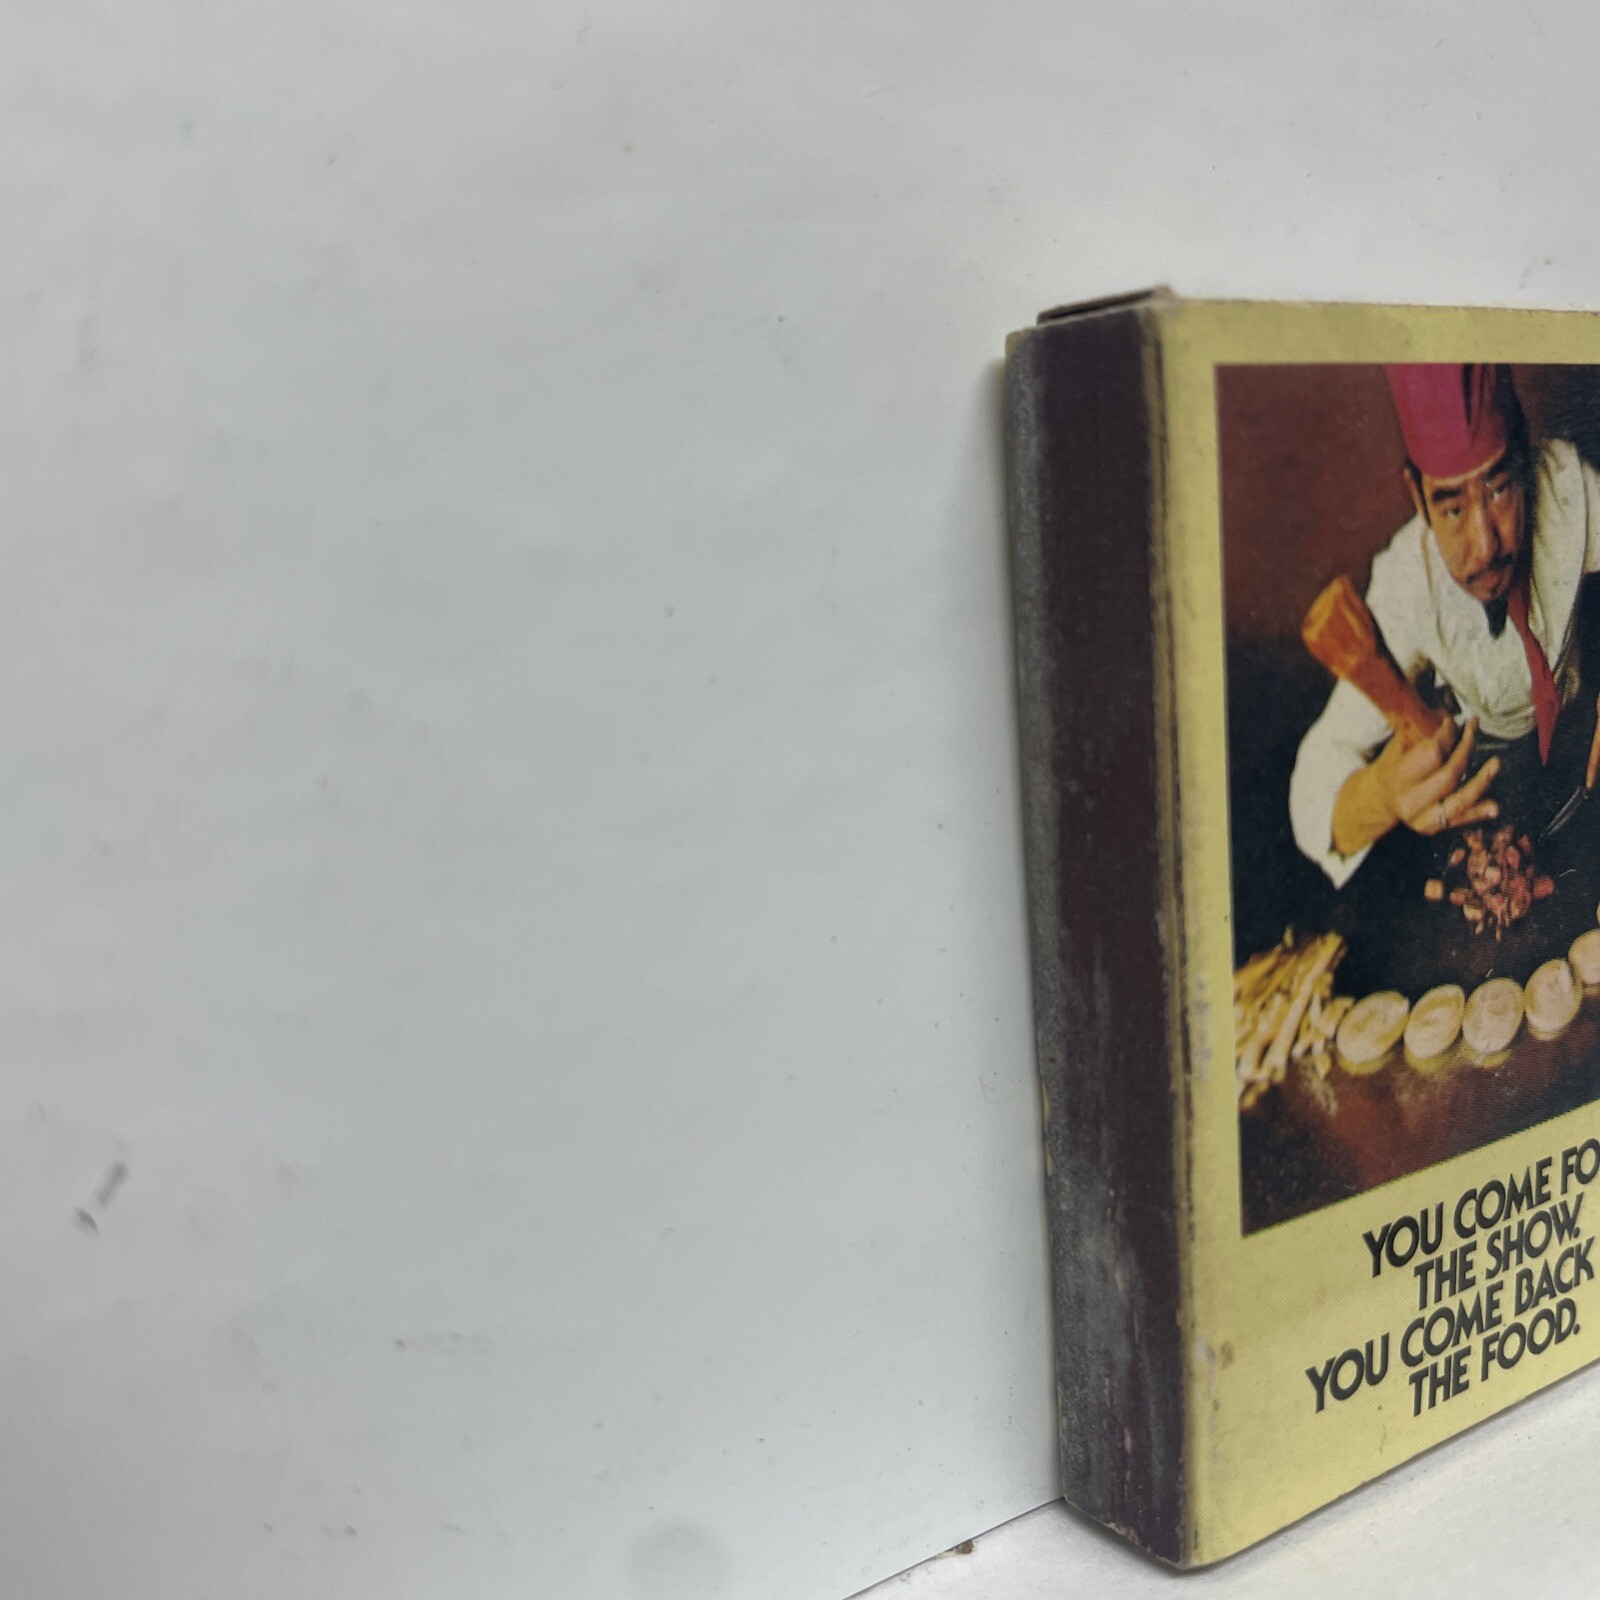 YOU COME FO
THE SHOW.
YOU COME BACK
THE FOOD.